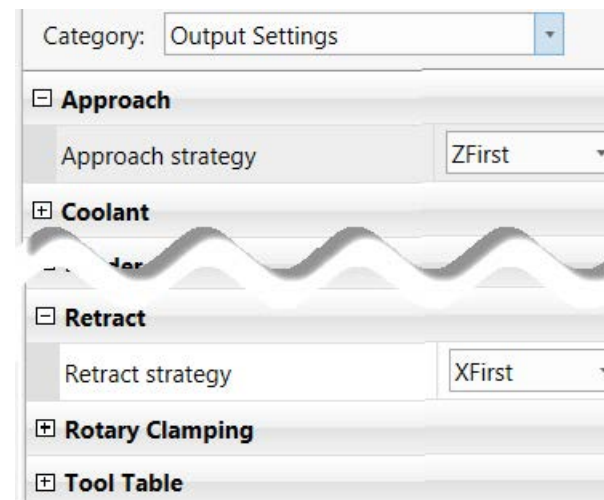 Category: Output Settings
Approach
Approach strategy ZFirst
Coolant
Retract
Retract strategy XFirst
Rotary Clamping
Tool Table